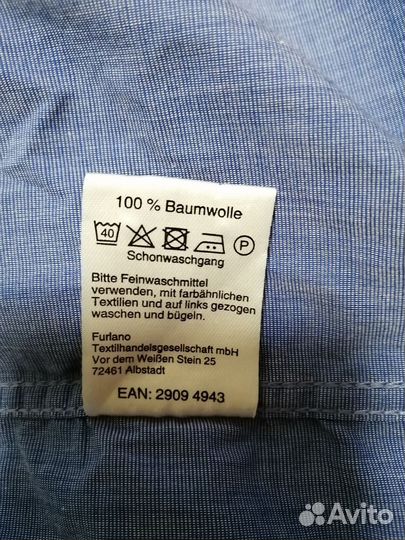 100 % Baumwolle
40 P
Schonwaschgang
Bitte Feinwaschmittel
verwenden, mit farbähnlichen
Textilien und auf links gezogen
waschen und bügeln.
Furlano
Textilhandelsgesellschaft mbH
Vor dem Weißen Stein 25
72461 Albstadt
EAN: 2909 4943
Avito